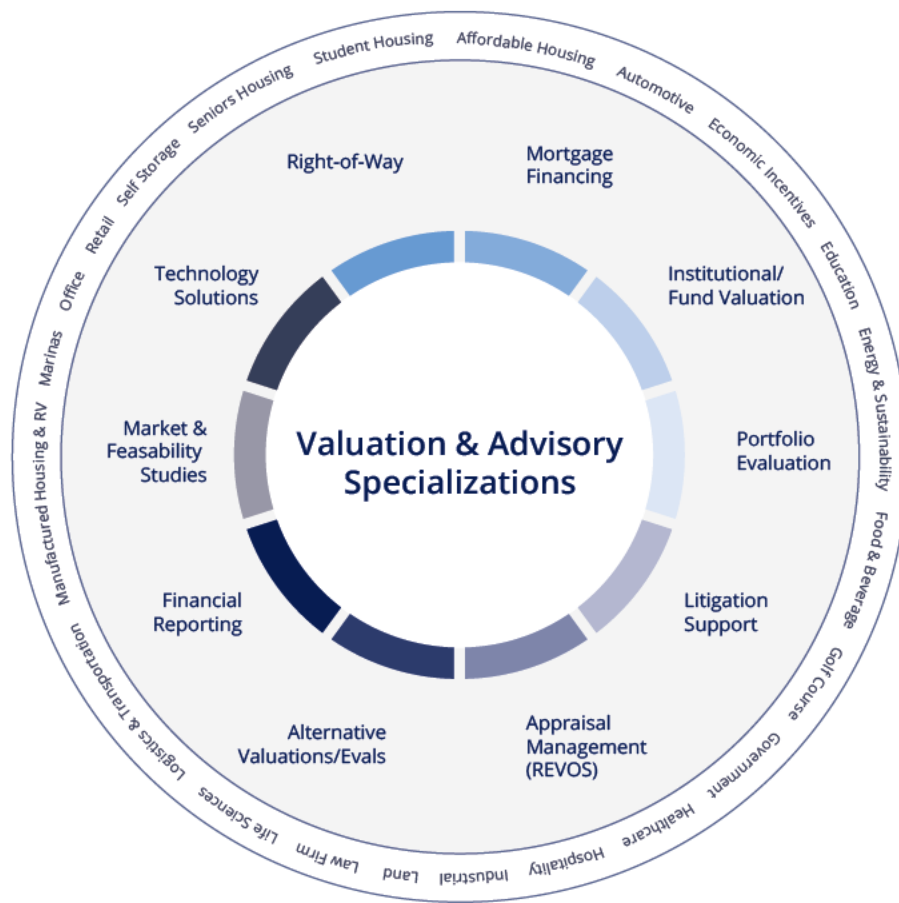 Valuation & Advisory
Specializations
Mortgage
Financing
Institutional/
Fund Valuation
Portfolio
Evaluation
Litigation
Support
Appraisal
Management
(REVOS)
Alternative
Valuations/Evals
Financial
Reporting
Market &
Feasability
Studies
Technology
Solutions
Right-of-Way
Affordable Housing
Automotive
Economic Incentives
Education
Energy & Sustainability
Food & Beverage
Golf Course
Government
Healthcare
Hospitality
Industrial
Land
Law Firm
Life Sciences
Logistics & Transportation
Manufactured Housing & RV
Marinas
Office
Retail
Self Storage
Seniors Housing
Student Housing